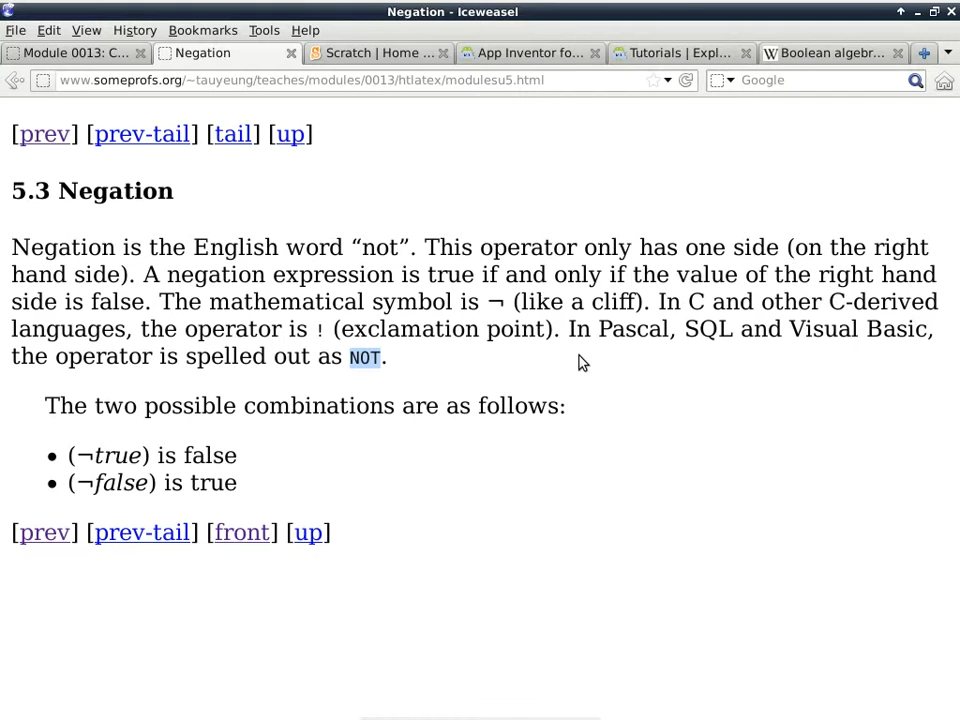 Negation - Iceweasel
File Edit View History Bookmarks Tools Help
Module 0013: C... Negation Scratch | Home ... App Inventor fo... Tutorials | Expl... Boolean algebr...
www.someprofs.org/~tauyeung/teaches/modules/0013/htlatex/modulesu5.html Google
[prev] [prev-tail] [tail] [up]
5.3 Negation
Negation is the English word “not”. This operator only has one side (on the right
hand side). A negation expression is true if and only if the value of the right hand
side is false. The mathematical symbol is ¬ (like a cliff). In C and other C-derived
languages, the operator is ! (exclamation point). In Pascal, SQL and Visual Basic,
the operator is spelled out as NOT.
The two possible combinations are as follows:
• (¬true) is false
• (¬false) is true
[prev] [prev-tail] [front] [up]